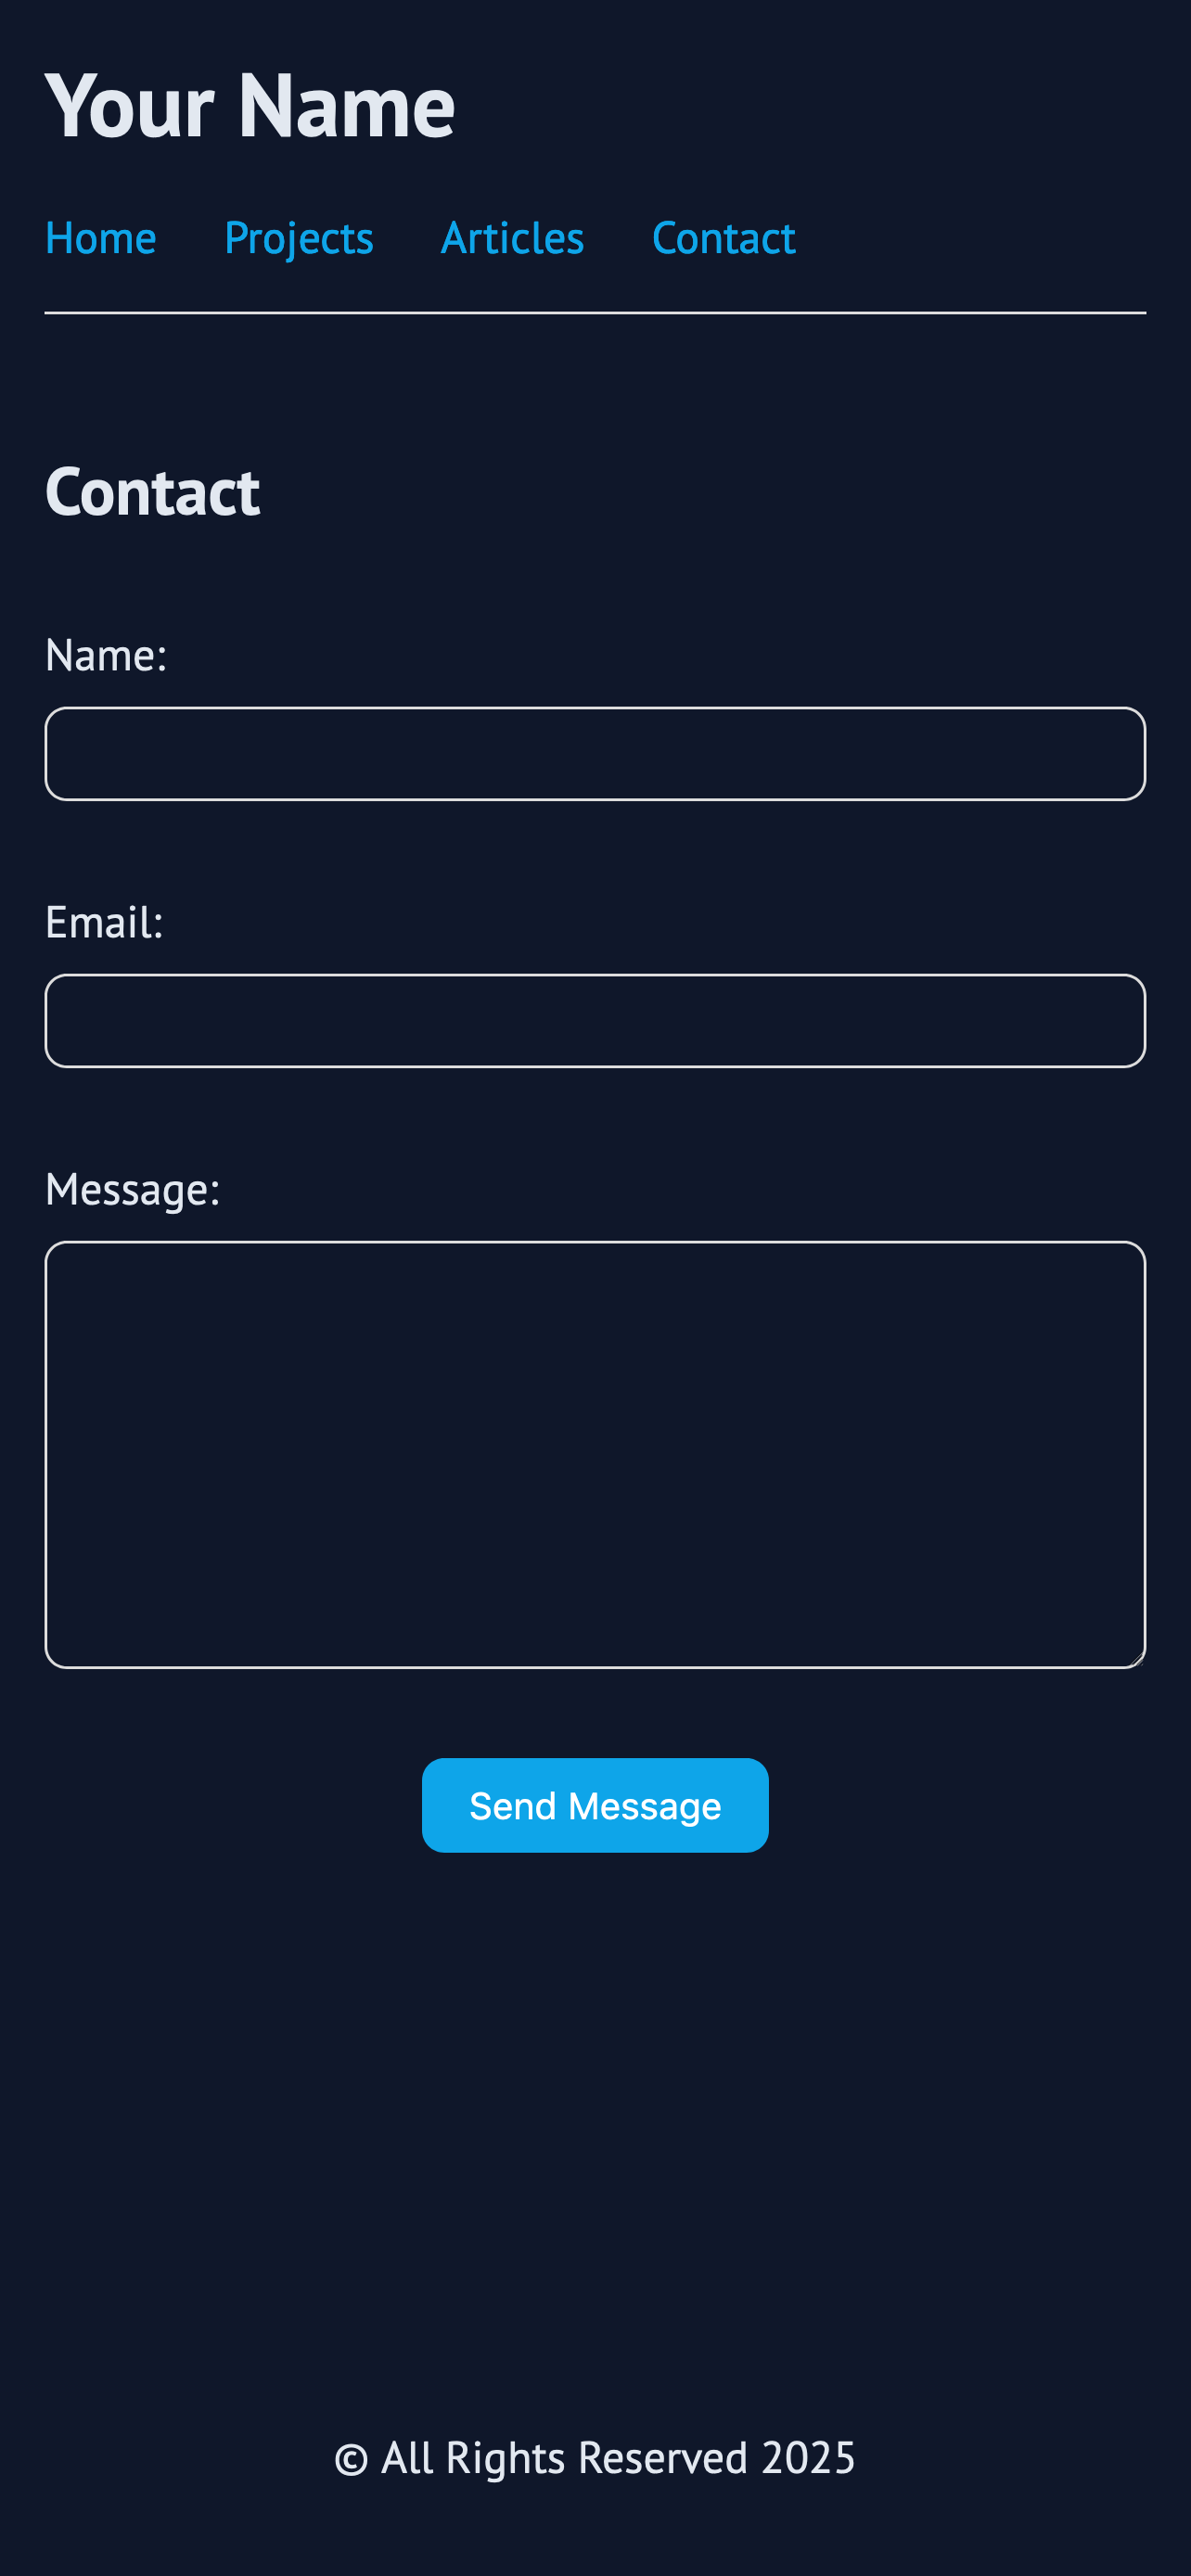 Your Name
Home Projects Articles Contact
Contact
Name:
Email:
Message:
Send Message
© All Rights Reserved 2025